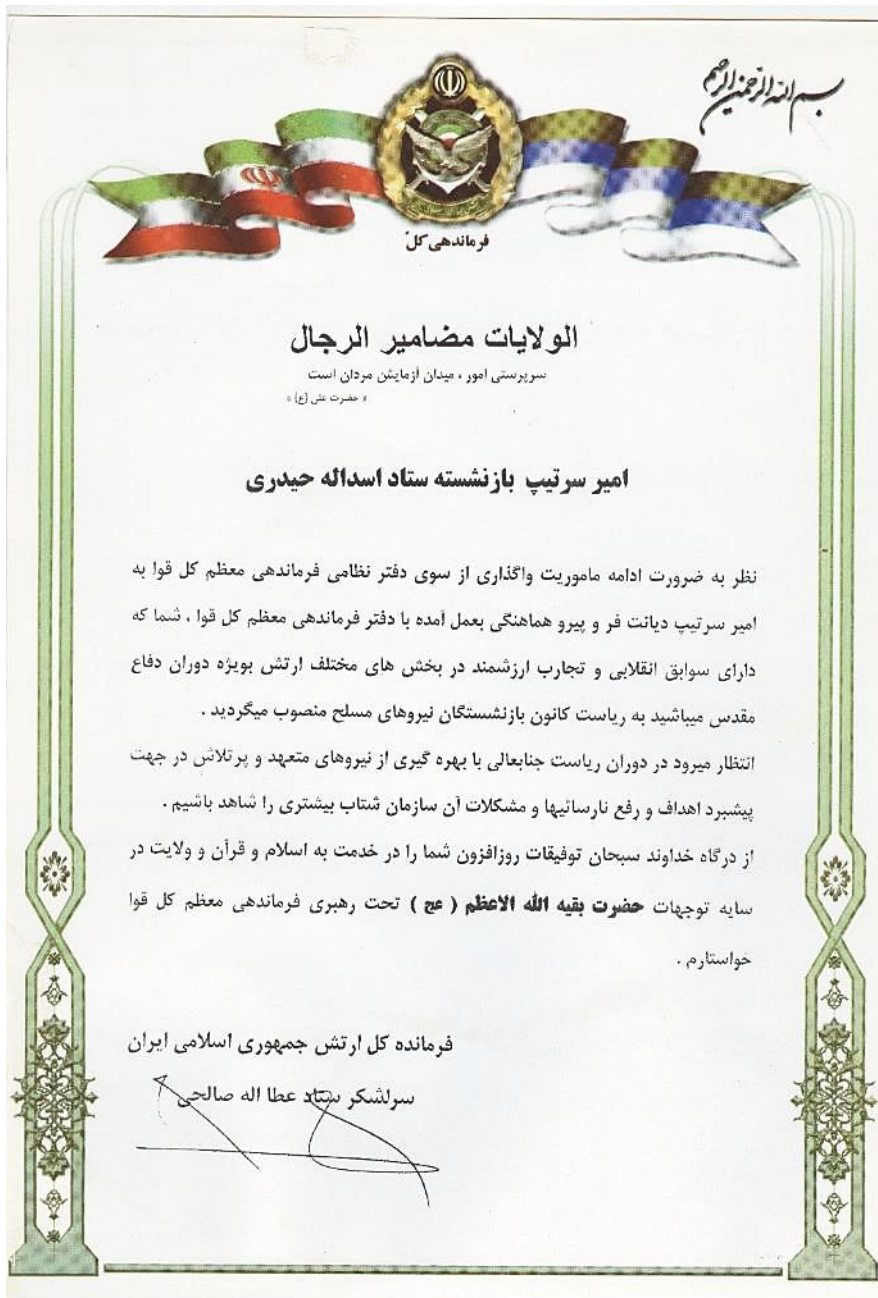 بسم الله الرحمن الرحیم
فرماندهی کلّ
الولایات مضامیر الرجال
سرپرستی امور ، میدان آزمایش مردان است
« حضرت علی (ع) »
امیر سرتیپ بازنشسته ستاد اسداله حیدری
نظر به ضرورت ادامه ماموریت واگذاری از سوی دفتر نظامی فرماندهی معظم کل قوا به
امیر سرتیپ دیانت فر و پیرو هماهنگی بعمل آمده با دفتر فرماندهی معظم کل قوا ، شما که
دارای سوابق انقلابی و تجارب ارزشمند در بخش های مختلف ارتش بویژه دوران دفاع
مقدس میباشید به ریاست کانون بازنشستگان نیروهای مسلح منصوب میگردید .
انتظار میرود در دوران ریاست جنابعالی با بهره گیری از نیروهای متعهد و پرتلاش در جهت
پیشبرد اهداف و رفع نارسائیها و مشکلات آن سازمان شتاب بیشتری را شاهد باشیم .
از درگاه خداوند سبحان توفیقات روزافزون شما را در خدمت به اسلام و قرآن و ولایت در
سایه توجهات حضرت بقیه الله الاعظم ( عج ) تحت رهبری فرماندهی معظم کل قوا
خواستارم .
فرمانده کل ارتش جمهوری اسلامی ایران
سرلشکر ستاد عطا اله صالحی